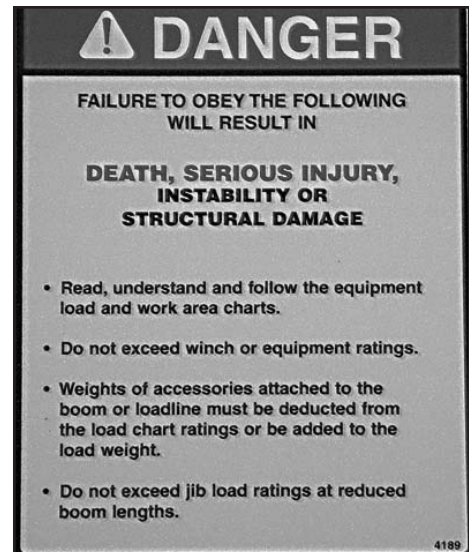 DANGER
FAILURE TO OBEY THE FOLLOWING
WILL RESULT IN
DEATH, SERIOUS INJURY,
INSTABILITY OR
STRUCTURAL DAMAGE
• Read, understand and follow the equipment
load and work area charts.
• Do not exceed winch or equipment ratings.
• Weights of accessories attached to the
boom or loadline must be deducted from
the load chart ratings or be added to the
load weight.
• Do not exceed jib load ratings at reduced
boom lengths.
4189